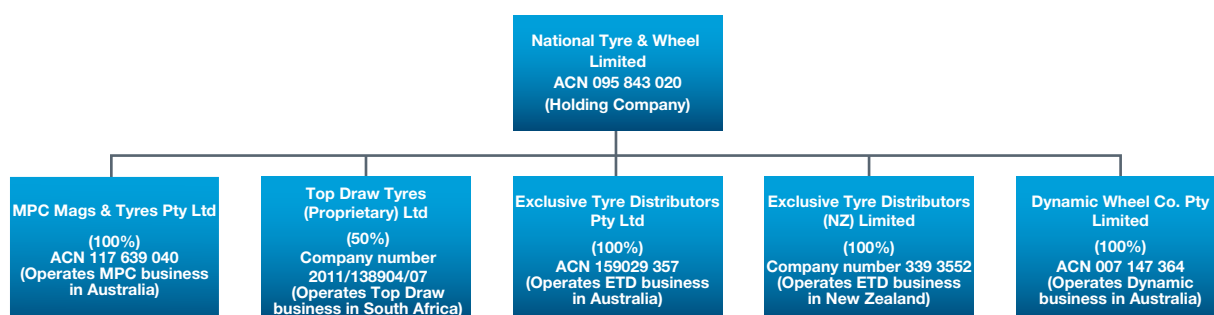 National Tyre & Wheel
Limited
ACN 095 843 020
(Holding Company)
MPC Mags & Tyres Pty Ltd
(100%)
ACN 117 639 040
(Operates MPC business
in Australia)
Top Draw Tyres
(Proprietary) Ltd
(50%)
Company number
2011/138904/07
(Operates Top Draw
business in South Africa)
Exclusive Tyre Distributors
Pty Ltd
(100%)
ACN 159029 357
(Operates ETD business
in Australia)
Exclusive Tyre Distributors
(NZ) Limited
(100%)
Company number 339 3552
(Operates ETD business
in New Zealand)
Dynamic Wheel Co. Pty
Limited
(100%)
ACN 007 147 364
(Operates Dynamic
business in Australia)